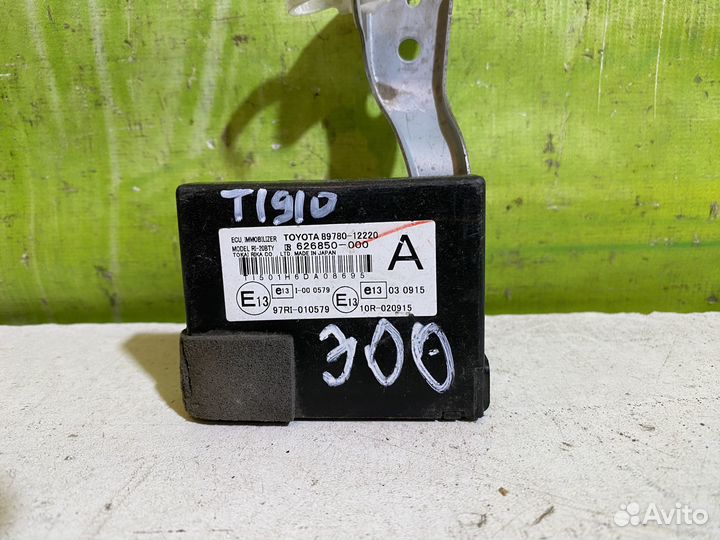 T1910
ECU, IMMOBILIZER TOYOTA 89780-12220
MODEL RI-20BTY R 626850-000
TOKAI RIKA CO LTD MADE IN JAPAN
A
11501H6DA08695
E13 e13 I-00 0579 E13 e13 03 0915
97RI-010579 10R-020915
300
Avito